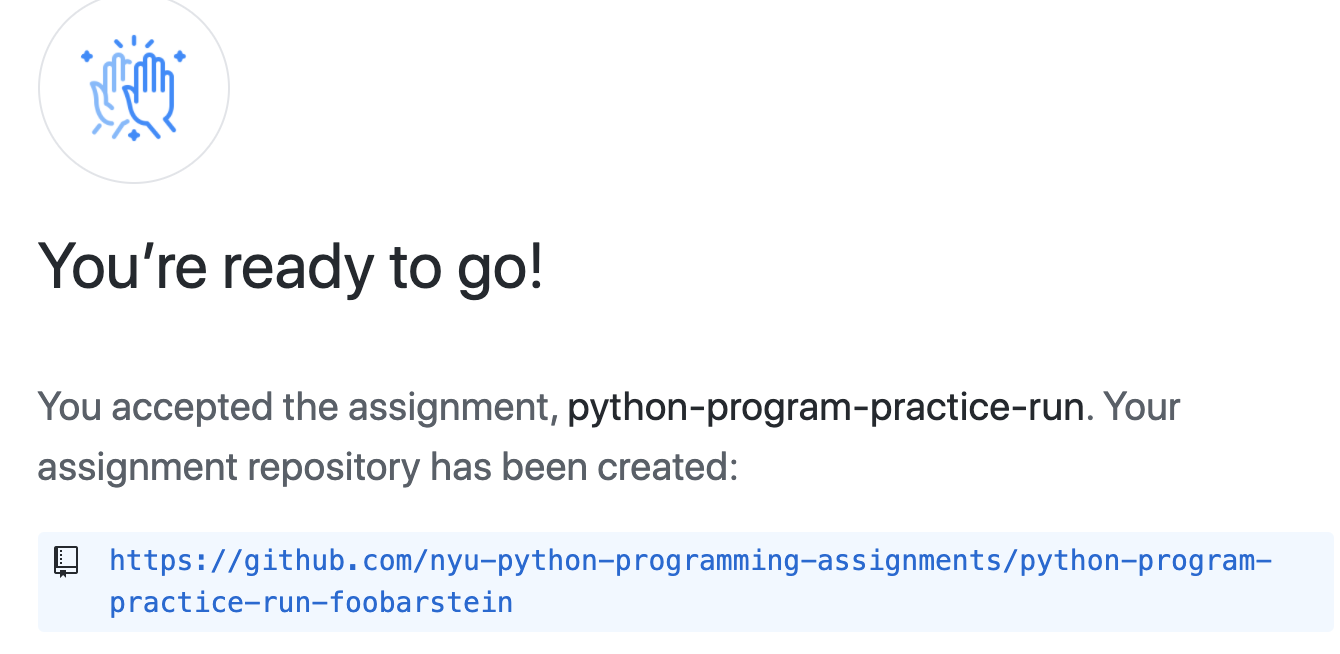 You’re ready to go!
You accepted the assignment, python-program-practice-run. Your
assignment repository has been created:
https://github.com/nyu-python-programming-assignments/python-program-
practice-run-foobarstein